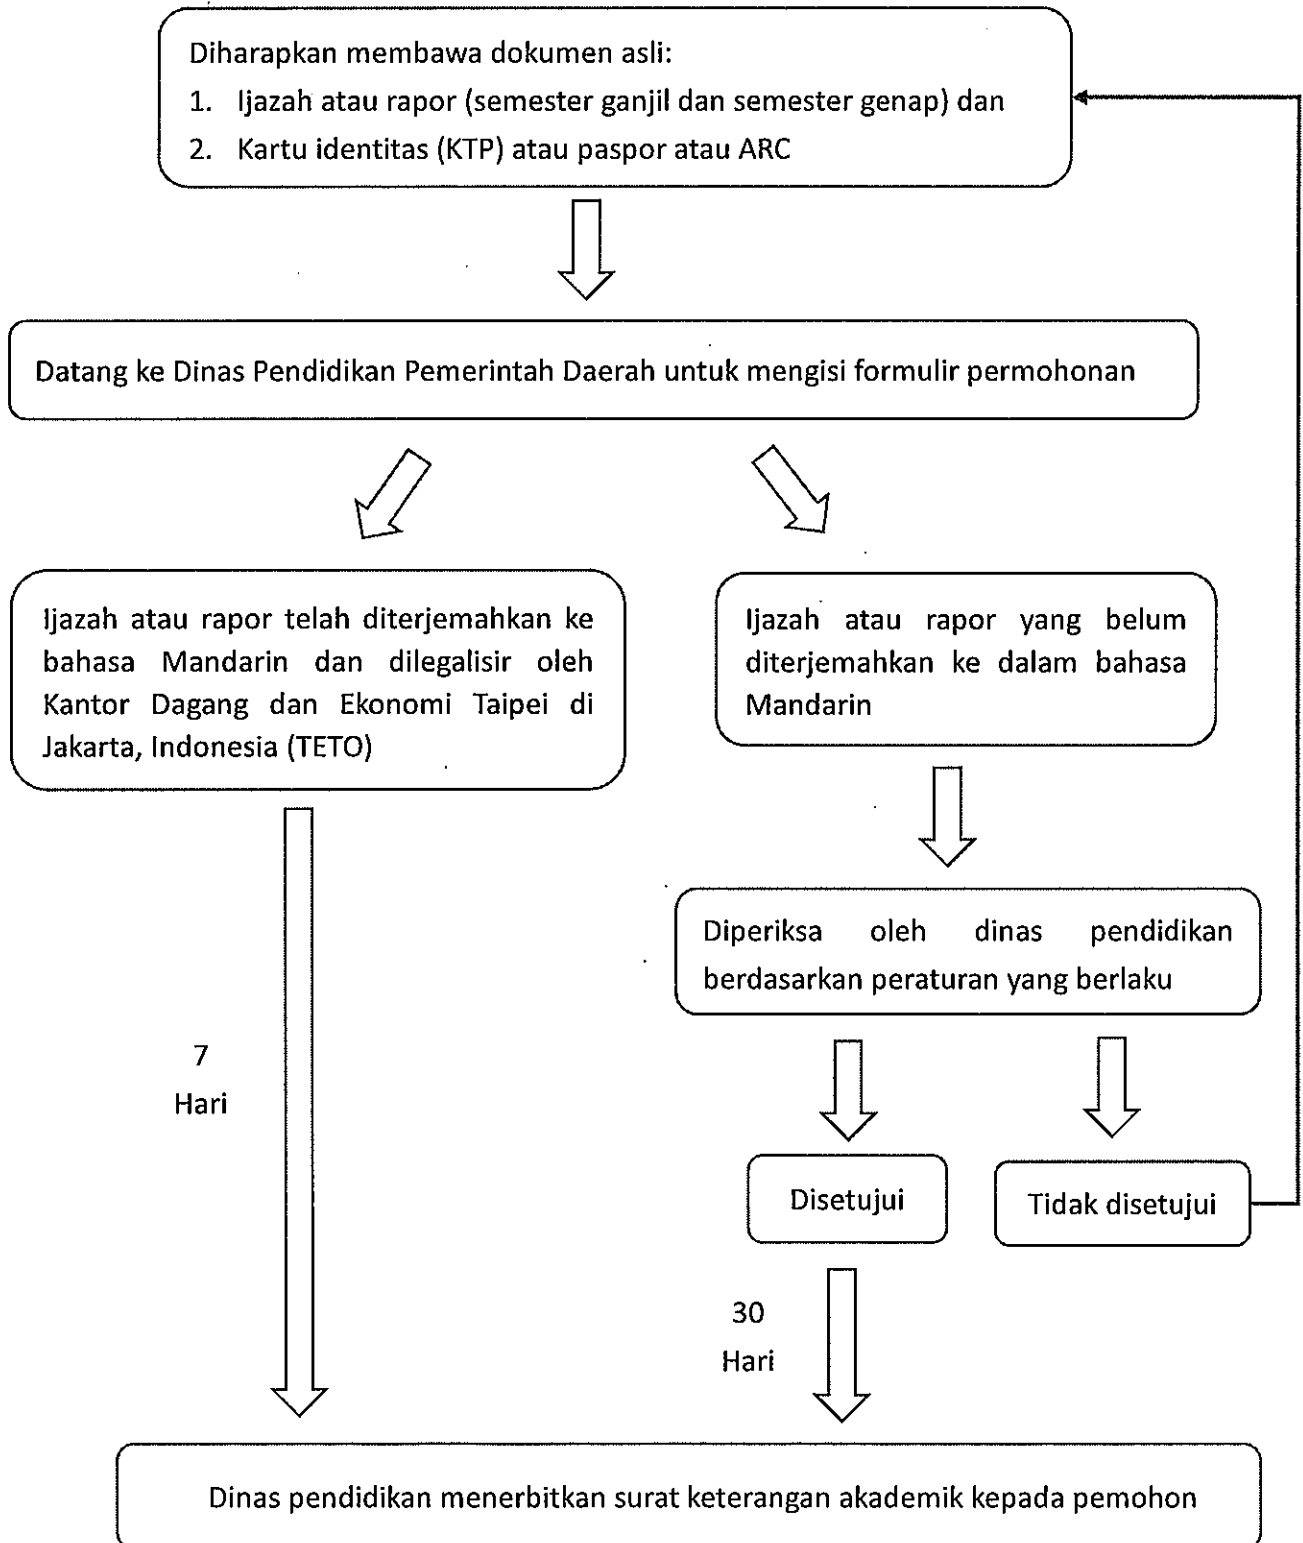 Diharapkan membawa dokumen asli:
1. Ijazah atau rapor (semester ganjil dan semester genap) dan
2. Kartu identitas (KTP) atau paspor atau ARC
Datang ke Dinas Pendidikan Pemerintah Daerah untuk mengisi formulir permohonan
Ijazah atau rapor telah diterjemahkan ke
bahasa Mandarin dan dilegalisir oleh
Kantor Dagang dan Ekonomi Taipei di
Jakarta, Indonesia (TETO)
Ijazah atau rapor yang belum
diterjemahkan ke dalam bahasa
Mandarin
Diperiksa oleh dinas pendidikan
berdasarkan peraturan yang berlaku
7
Hari
Disetujui
Tidak disetujui
30
Hari
Dinas pendidikan menerbitkan surat keterangan akademik kepada pemohon